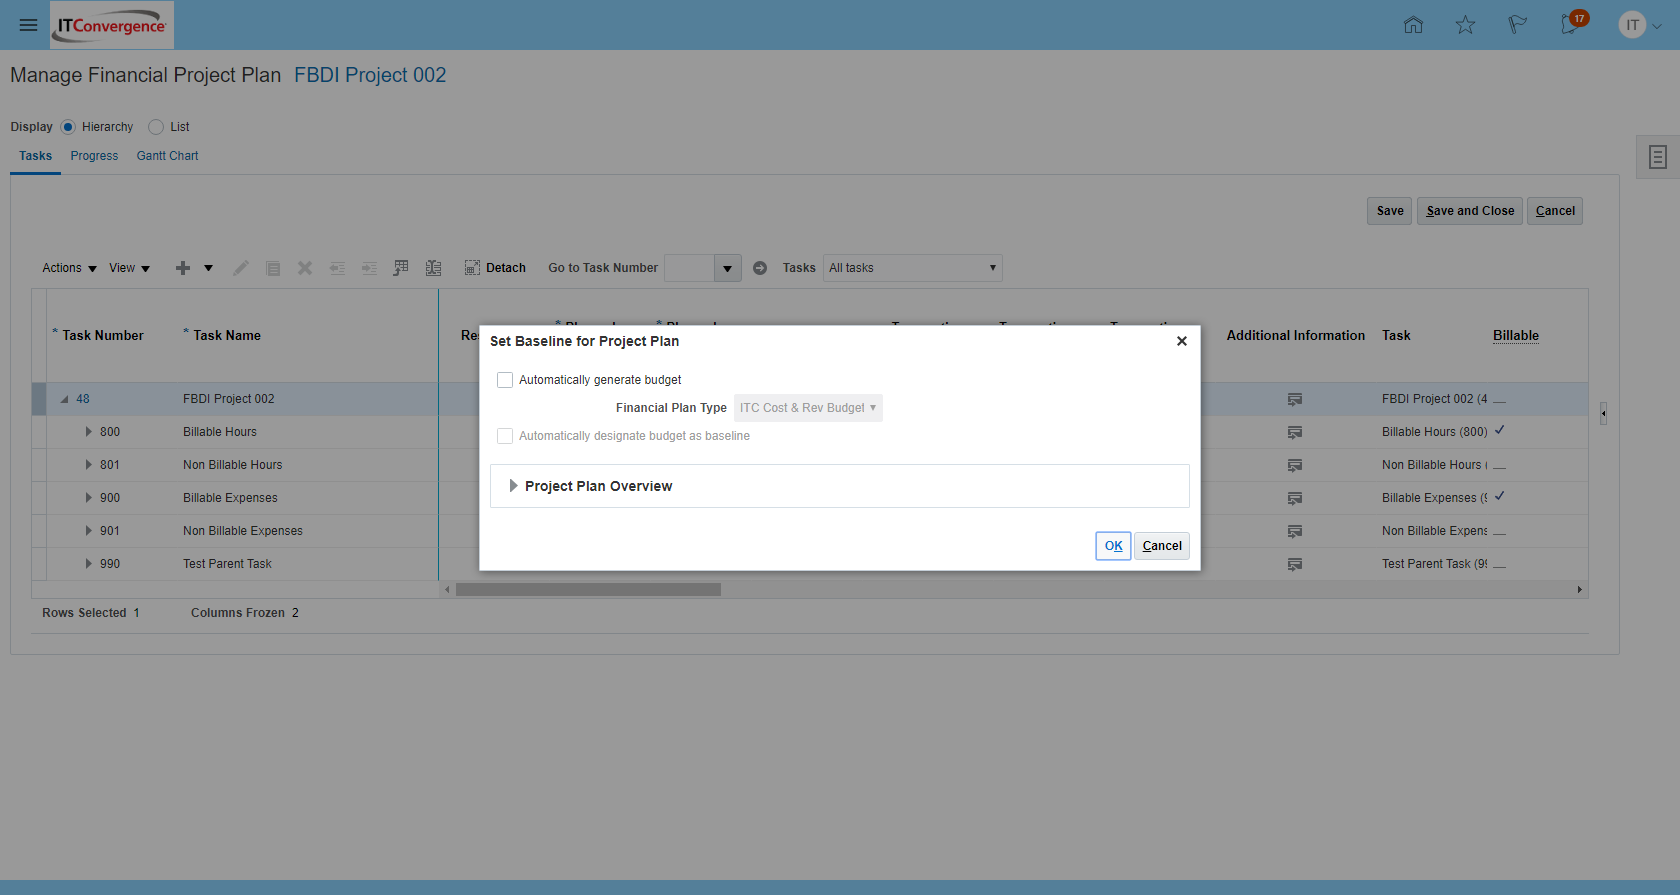 ITConvergence
17
IT
Manage Financial Project Plan FBDI Project 002
Display Hierarchy List
Tasks Progress Gantt Chart
Save Save and Close Cancel
Actions View Detach Go to Task Number Tasks All tasks
* Task Number * Task Name Additional Information Task Billable
48 FBDI Project 002 FBDI Project 002 (4
800 Billable Hours Billable Hours (800)
801 Non Billable Hours Non Billable Hours (
900 Billable Expenses Billable Expenses (9
901 Non Billable Expenses Non Billable Expens
990 Test Parent Task Test Parent Task (99
Rows Selected 1 Columns Frozen 2
Set Baseline for Project Plan
Automatically generate budget
Financial Plan Type ITC Cost & Rev Budget
Automatically designate budget as baseline
Project Plan Overview
OK Cancel